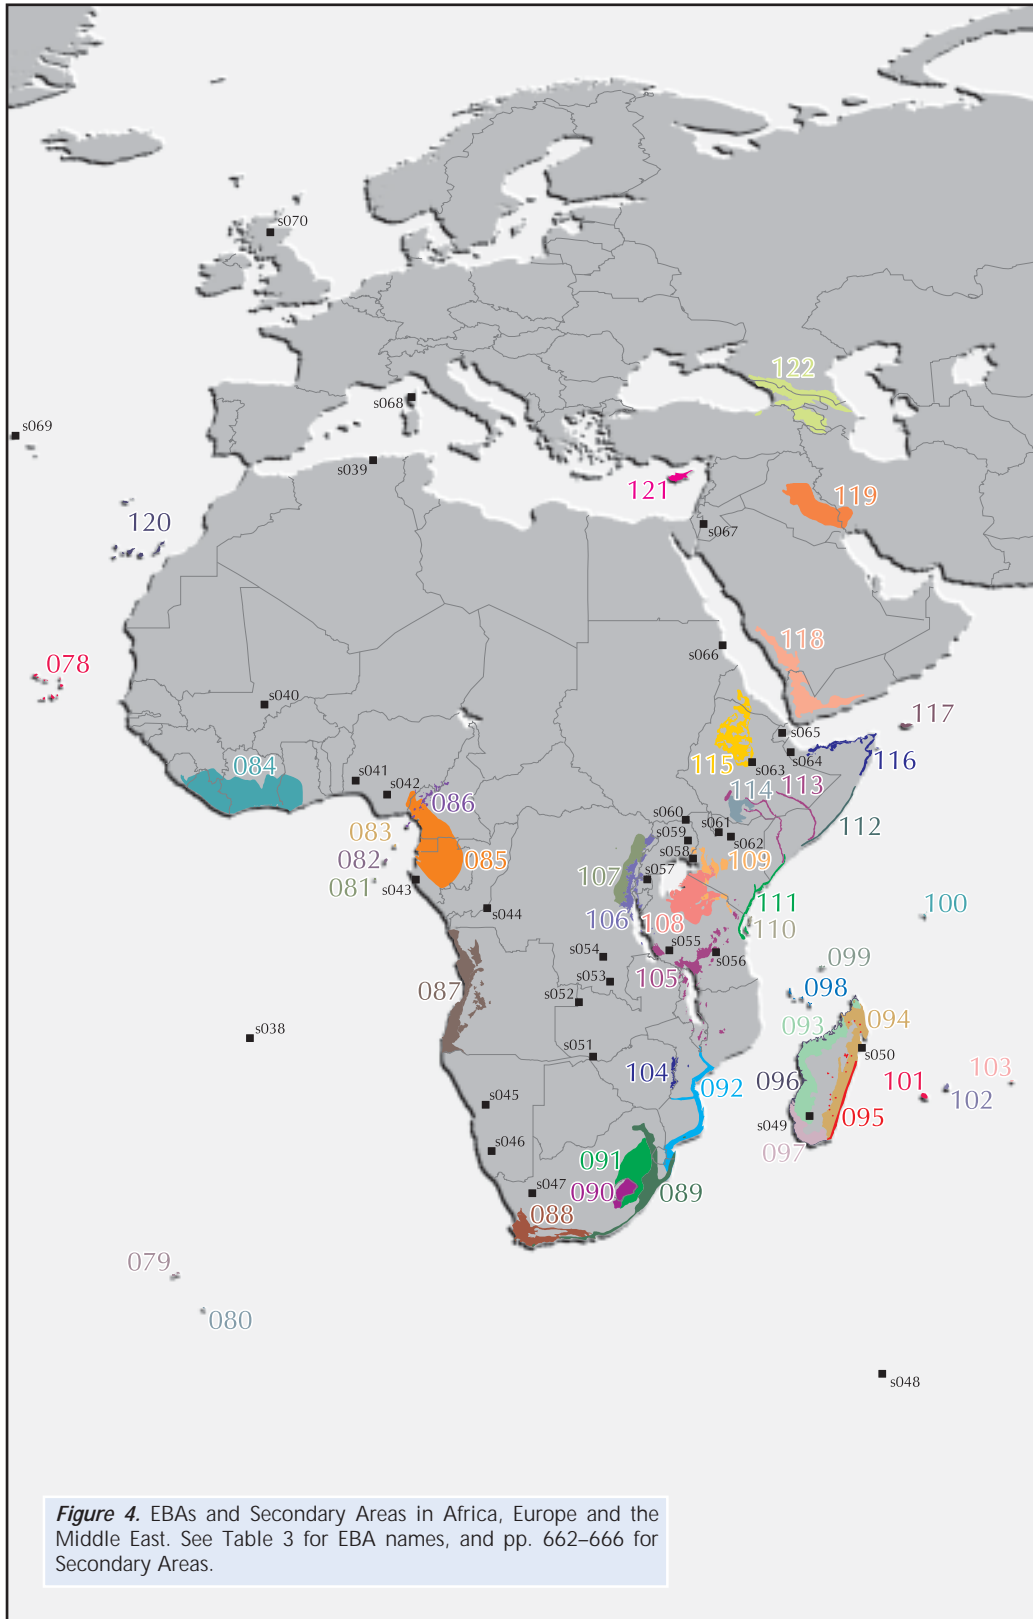 s070
122
s068
s069
s039
121
119
120
s067
118
s066
078
s040
117
s065
084
s041
s064
116
s042
115
s063
113
086
114
083
s060
s061
112
s059
s062
082
085
s058
109
081
107
s057
s043
111
106
108
100
s044
110
s054
s055
s056
099
087
s053
105
098
s052
093
094
s038
s050
s051
104
092
096
101
103
102
s045
s049
095
097
s046
091
090
089
s047
088
079
080
s048
Figure 4. EBAs and Secondary Areas in Africa, Europe and the
Middle East. See Table 3 for EBA names, and pp. 662–666 for
Secondary Areas.